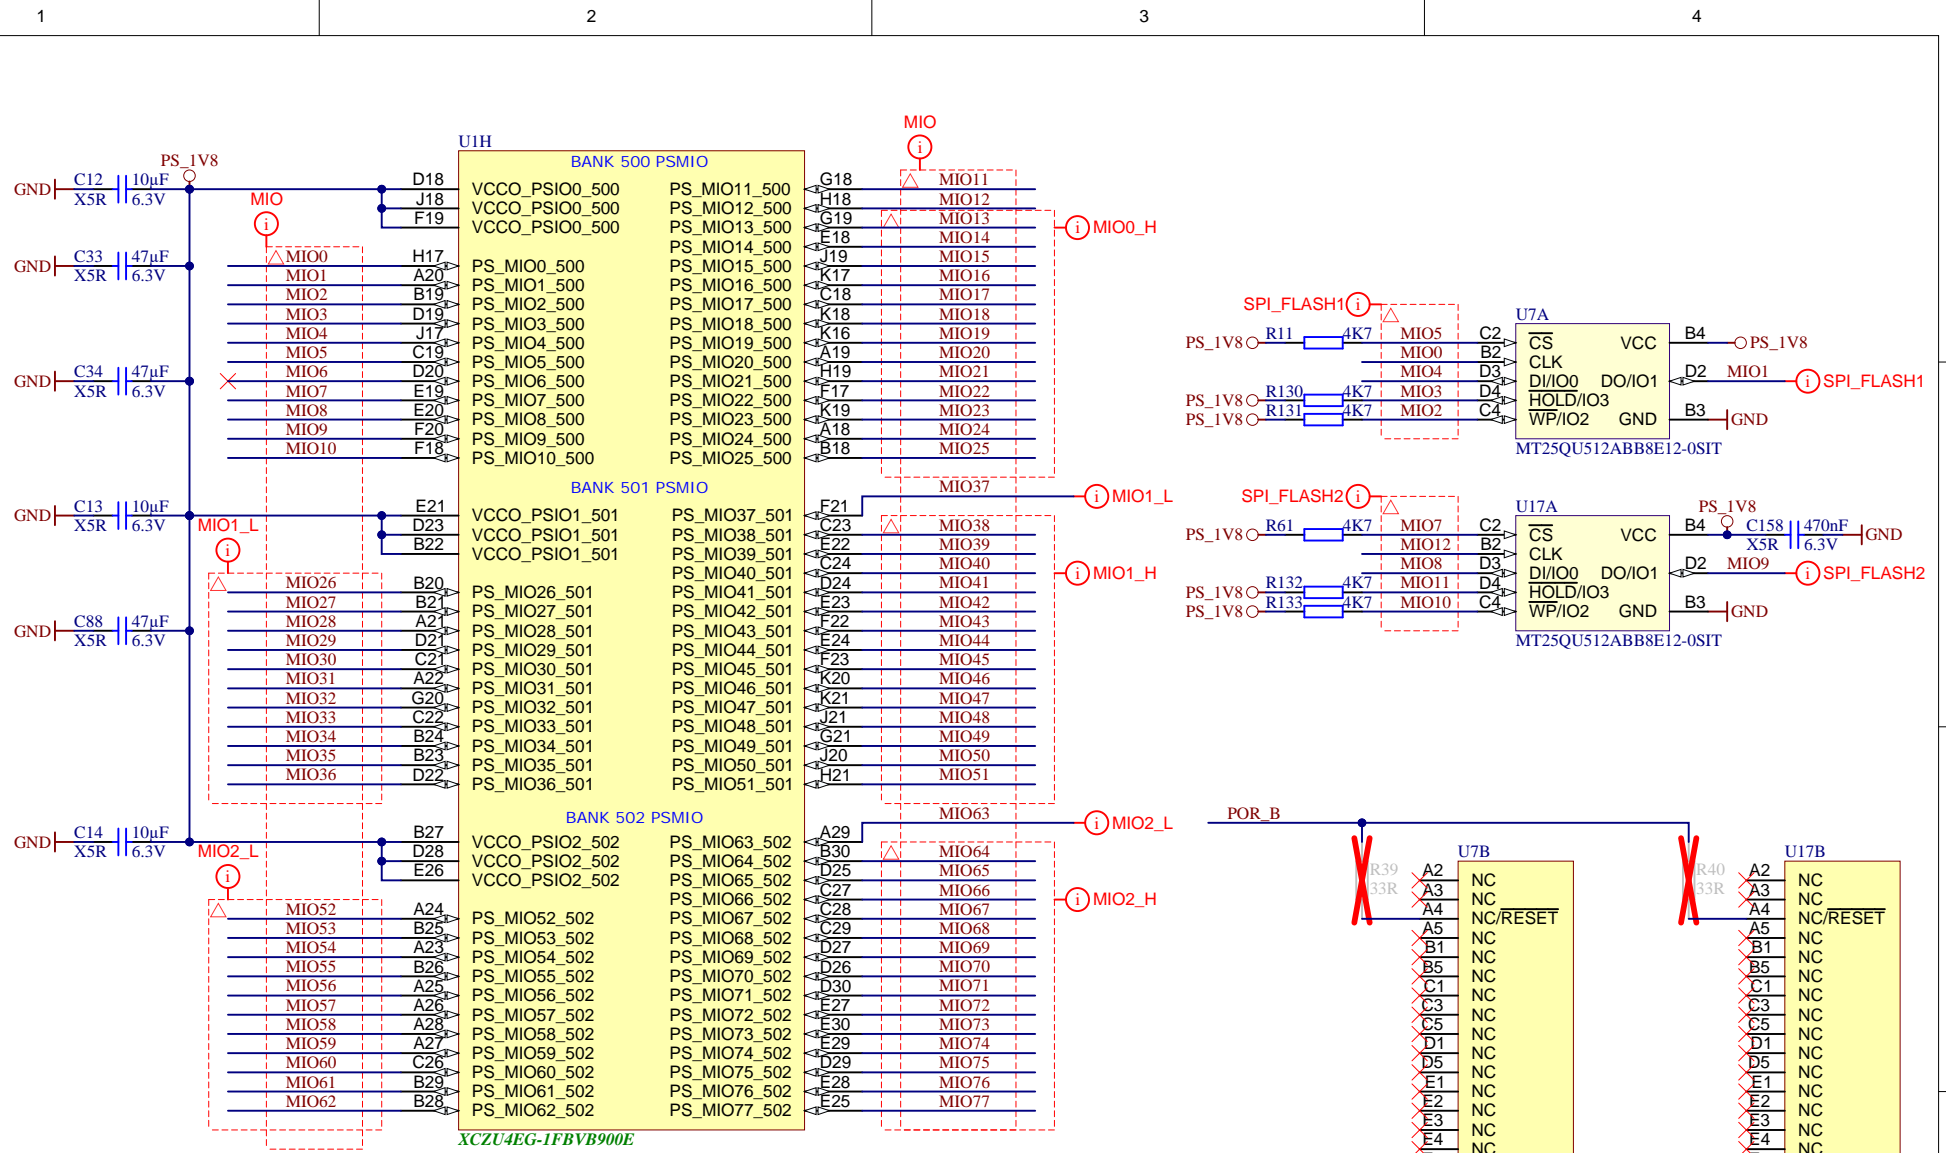 1 2 3 4
PS_1V8
GND C12 10µF X5R 6.3V
GND C33 47µF X5R 6.3V
GND C34 47µF X5R 6.3V
GND C13 10µF X5R 6.3V
GND C88 47µF X5R 6.3V
GND C14 10µF X5R 6.3V
MIO
i
U1H
BANK 500 PSMIO
D18 VCCO_PSIO0_500
J18 VCCO_PSIO0_500
F19 VCCO_PSIO0_500
MIO0 H17 PS_MIO0_500
MIO1 A20 PS_MIO1_500
MIO2 B19 PS_MIO2_500
MIO3 D19 PS_MIO3_500
MIO4 J17 PS_MIO4_500
MIO5 C19 PS_MIO5_500
MIO6 D20 PS_MIO6_500
MIO7 E19 PS_MIO7_500
MIO8 E20 PS_MIO8_500
MIO9 F20 PS_MIO9_500
MIO10 F18 PS_MIO10_500
MIO
i
PS_MIO11_500 G18 MIO11
PS_MIO12_500 H18 MIO12
PS_MIO13_500 G19 MIO13
PS_MIO14_500 E18 MIO14
PS_MIO15_500 J19 MIO15
PS_MIO16_500 K17 MIO16
PS_MIO17_500 C18 MIO17
PS_MIO18_500 K18 MIO18
PS_MIO19_500 K16 MIO19
PS_MIO20_500 A19 MIO20
PS_MIO21_500 H19 MIO21
PS_MIO22_500 F17 MIO22
PS_MIO23_500 K19 MIO23
PS_MIO24_500 A18 MIO24
PS_MIO25_500 B18 MIO25
i MIO0_H
BANK 501 PSMIO
E21 VCCO_PSIO1_501
D23 VCCO_PSIO1_501
B22 VCCO_PSIO1_501
MIO1_L
i
MIO26 B20 PS_MIO26_501
MIO27 B21 PS_MIO27_501
MIO28 A21 PS_MIO28_501
MIO29 D21 PS_MIO29_501
MIO30 C21 PS_MIO30_501
MIO31 A22 PS_MIO31_501
MIO32 G20 PS_MIO32_501
MIO33 C22 PS_MIO33_501
MIO34 B24 PS_MIO34_501
MIO35 B23 PS_MIO35_501
MIO36 D22 PS_MIO36_501
PS_MIO37_501 F21 MIO37 i MIO1_L
PS_MIO38_501 C23 MIO38
PS_MIO39_501 E22 MIO39
PS_MIO40_501 C24 MIO40
PS_MIO41_501 D24 MIO41
PS_MIO42_501 E23 MIO42
PS_MIO43_501 F22 MIO43
PS_MIO44_501 E24 MIO44
PS_MIO45_501 F23 MIO45
PS_MIO46_501 K20 MIO46
PS_MIO47_501 K21 MIO47
PS_MIO48_501 J21 MIO48
PS_MIO49_501 G21 MIO49
PS_MIO50_501 J20 MIO50
PS_MIO51_501 H21 MIO51
i MIO1_H
BANK 502 PSMIO
B27 VCCO_PSIO2_502
D28 VCCO_PSIO2_502
E26 VCCO_PSIO2_502
MIO2_L
i
MIO52 A24 PS_MIO52_502
MIO53 B25 PS_MIO53_502
MIO54 A23 PS_MIO54_502
MIO55 B26 PS_MIO55_502
MIO56 A25 PS_MIO56_502
MIO57 A26 PS_MIO57_502
MIO58 A28 PS_MIO58_502
MIO59 A27 PS_MIO59_502
MIO60 C26 PS_MIO60_502
MIO61 B29 PS_MIO61_502
MIO62 B28 PS_MIO62_502
PS_MIO63_502 A29 MIO63 i MIO2_L
PS_MIO64_502 B30 MIO64
PS_MIO65_502 D25 MIO65
PS_MIO66_502 C27 MIO66
PS_MIO67_502 C28 MIO67
PS_MIO68_502 C29 MIO68
PS_MIO69_502 D27 MIO69
PS_MIO70_502 D26 MIO70
PS_MIO71_502 D30 MIO71
PS_MIO72_502 E27 MIO72
PS_MIO73_502 E30 MIO73
PS_MIO74_502 E29 MIO74
PS_MIO75_502 D29 MIO75
PS_MIO76_502 E28 MIO76
PS_MIO77_502 E25 MIO77
i MIO2_H
XCZU4EG-1FBVB900E
SPI_FLASH1 i
U7A
PS_1V8 R11 4K7 MIO5 C2 CS VCC B4 PS_1V8
MIO0 B2 CLK
MIO4 D3 DI/IO0 DO/IO1 D2 MIO1 i SPI_FLASH1
PS_1V8 R130 4K7 MIO3 D4 HOLD/IO3
PS_1V8 R131 4K7 MIO2 C4 WP/IO2 GND B3 GND
MT25QU512ABB8E12-0SIT
SPI_FLASH2 i
U17A
PS_1V8
PS_1V8 R61 4K7 MIO7 C2 CS VCC B4 C158 470nF X5R 6.3V GND
MIO12 B2 CLK
MIO8 D3 DI/IO0 DO/IO1 D2 MIO9 i SPI_FLASH2
PS_1V8 R132 4K7 MIO11 D4 HOLD/IO3
PS_1V8 R133 4K7 MIO10 C4 WP/IO2 GND B3 GND
MT25QU512ABB8E12-0SIT
POR_B
R39 33R
U7B
A2 NC
A3 NC
A4 NC/RESET
A5 NC
B1 NC
B5 NC
C1 NC
C3 NC
C5 NC
D1 NC
D5 NC
E1 NC
E2 NC
E3 NC
E4 NC
R40 33R
U17B
A2 NC
A3 NC
A4 NC/RESET
A5 NC
B1 NC
B5 NC
C1 NC
C3 NC
C5 NC
D1 NC
D5 NC
E1 NC
E2 NC
E3 NC
E4 NC